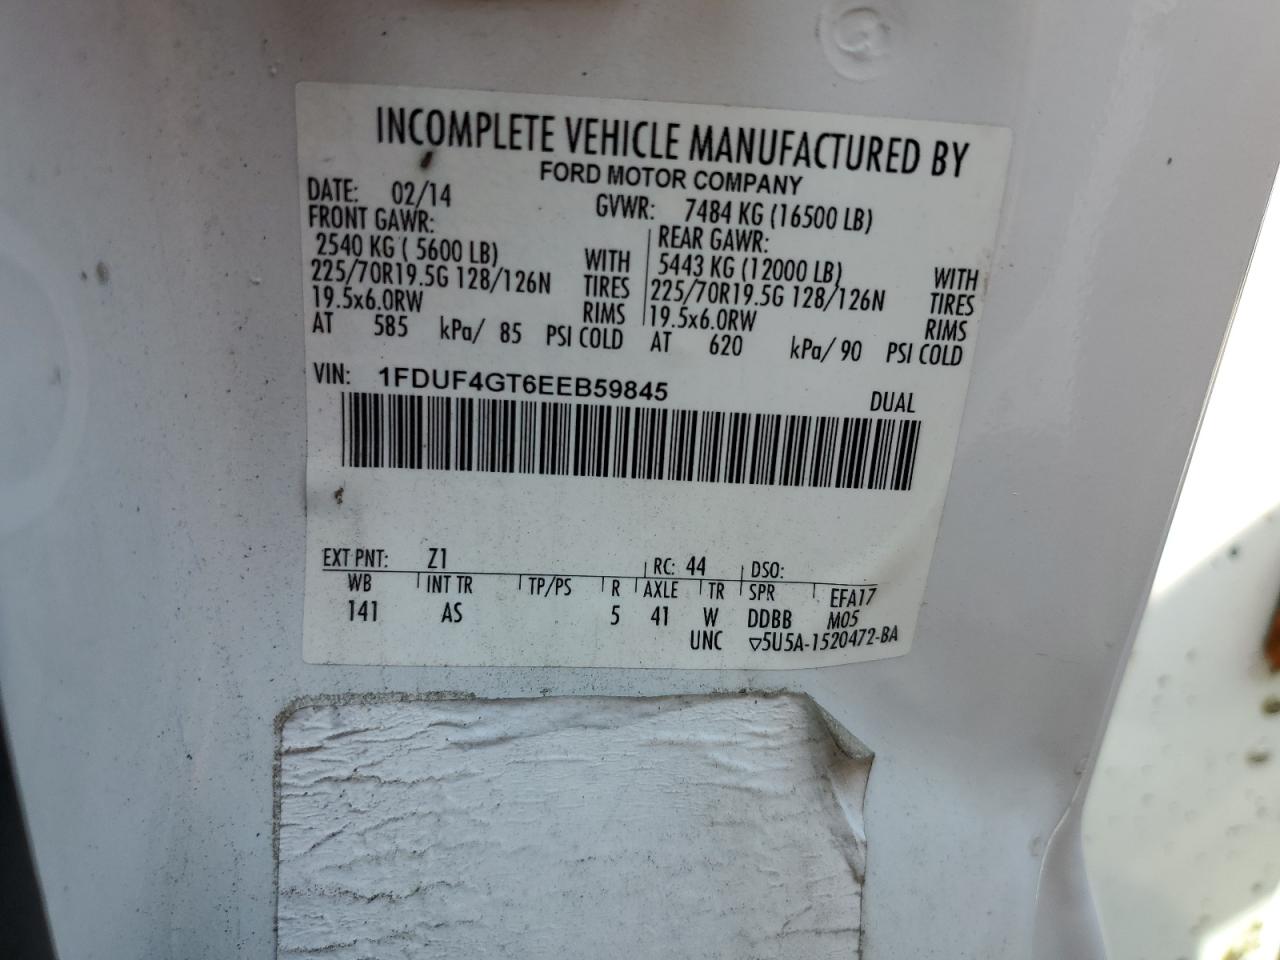 INCOMPLETE VEHICLE MANUFACTURED BY
FORD MOTOR COMPANY
DATE: 02/14 GVWR: 7484 KG (16500 LB)
FRONT GAWR: REAR GAWR:
2540 KG ( 5600 LB) WITH 5443 KG (12000 LB) WITH
225/70R19.5G 128/126N TIRES 225/70R19.5G 128/126N TIRES
19.5x6.0RW RIMS 19.5x6.0RW RIMS
AT 585 kPa/ 85 PSI COLD AT 620 kPa/ 90 PSI COLD
VIN: 1FDUF4GT6EEB59845 DUAL
EXT PNT: Z1 RC: 44 DSO:
WB INT TR TP/PS R AXLE TR SPR EFA17
141 AS 5 41 W DDBB M05
UNC ▽5U5A-1520472-BA